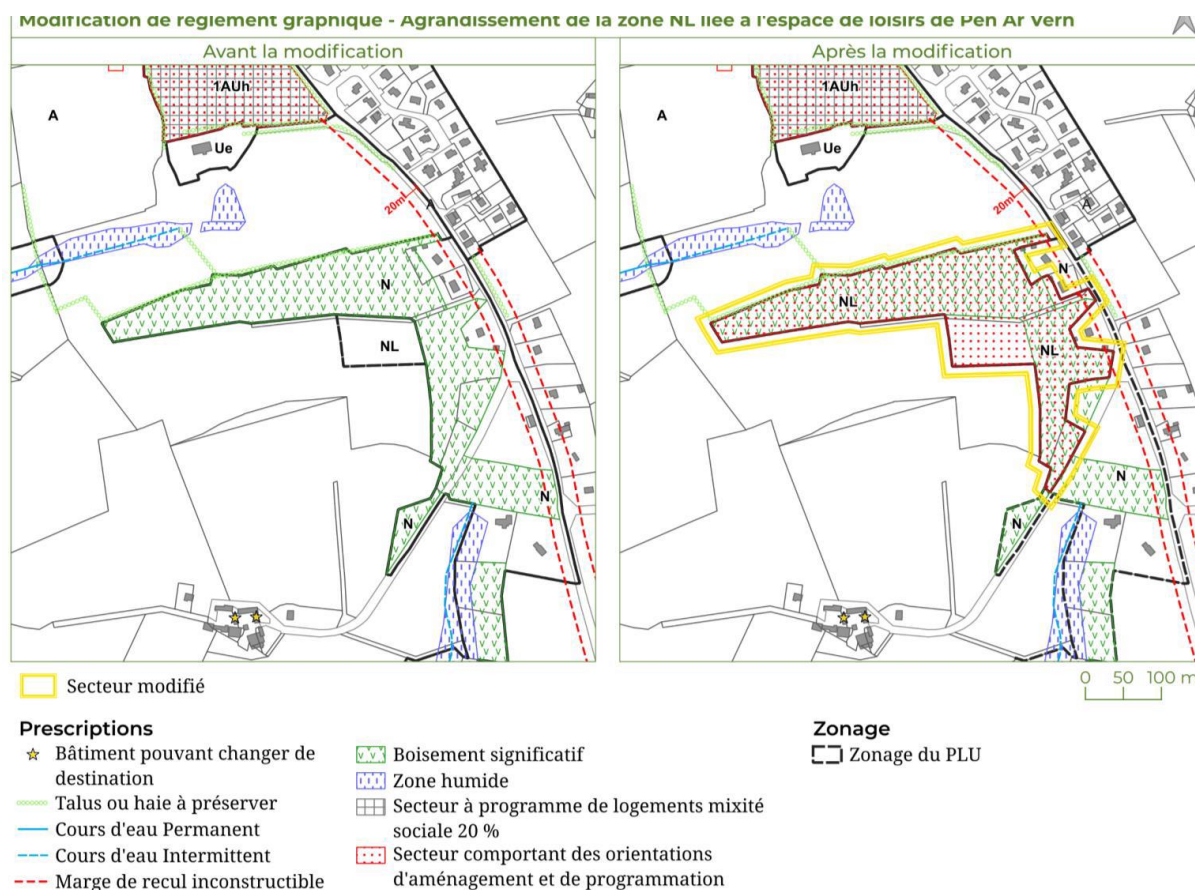 Modification de règlement graphique - Agrandissement de la zone NL liée à l'espace de loisirs de Pen Ar Vern
Avant la modification
Après la modification
1AUh
A
Ue
20m
A
N
NL
N
N
1AUh
A
Ue
20m
A
N
NL
NL
N
N
0 50 100 m
Secteur modifié
Prescriptions
Bâtiment pouvant changer de
destination
Talus ou haie à préserver
Cours d'eau Permanent
Cours d'eau Intermittent
Marge de recul inconstructible
Boisement significatif
Zone humide
Secteur à programme de logements mixité
sociale 20 %
Secteur comportant des orientations
d'aménagement et de programmation
Zonage
Zonage du PLU